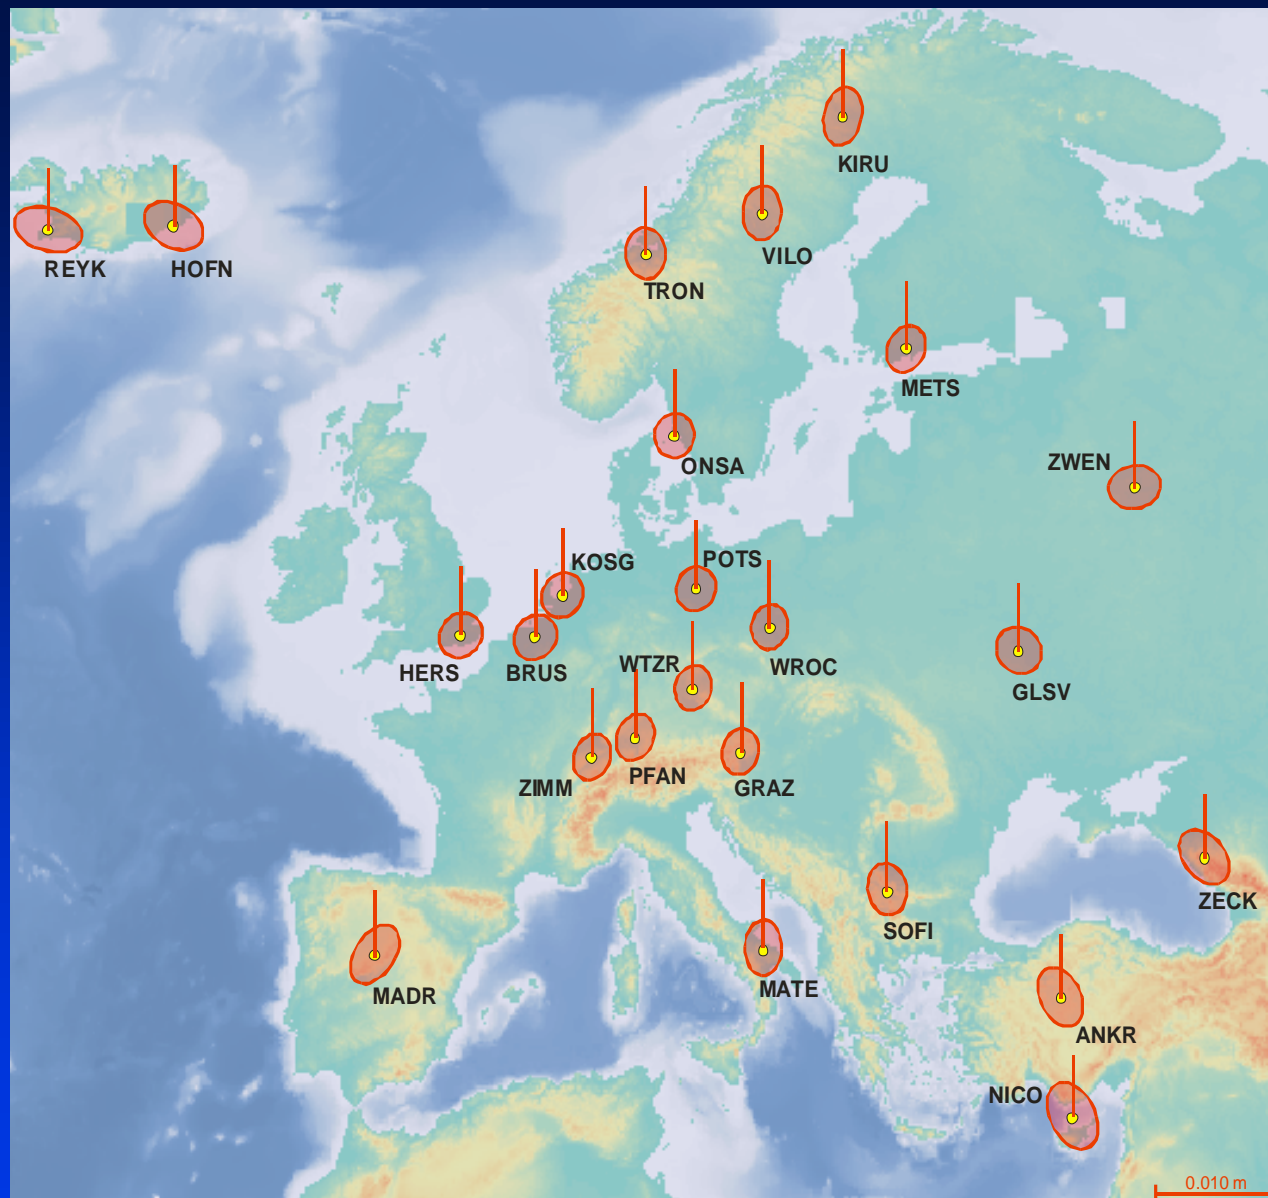 KIRU
VILO
REYK
HOFN
TRON
METS
ONSA
ZWEN
KOSG
POTS
HERS
BRUS
WTZR
WROC
GLSV
ZIMM
PFAN
GRAZ
ZECK
SOFI
MADR
MATE
ANKR
NICO
0.010 m